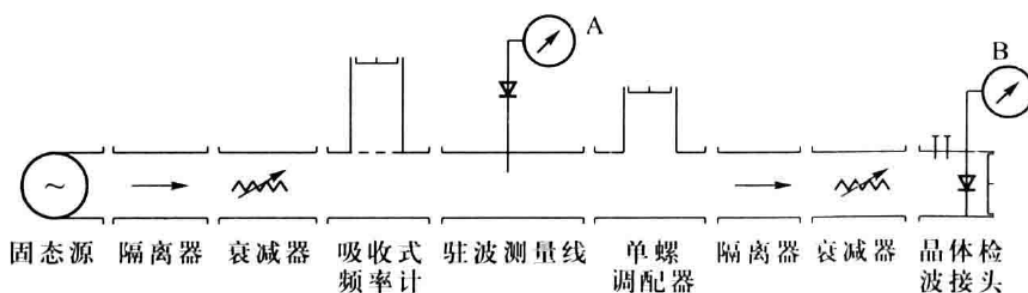 A
B
~
固态源
隔离器
衰减器
吸收式
频率计
驻波测量线
单螺
调配器
隔离器
衰减器
晶体检
波接头